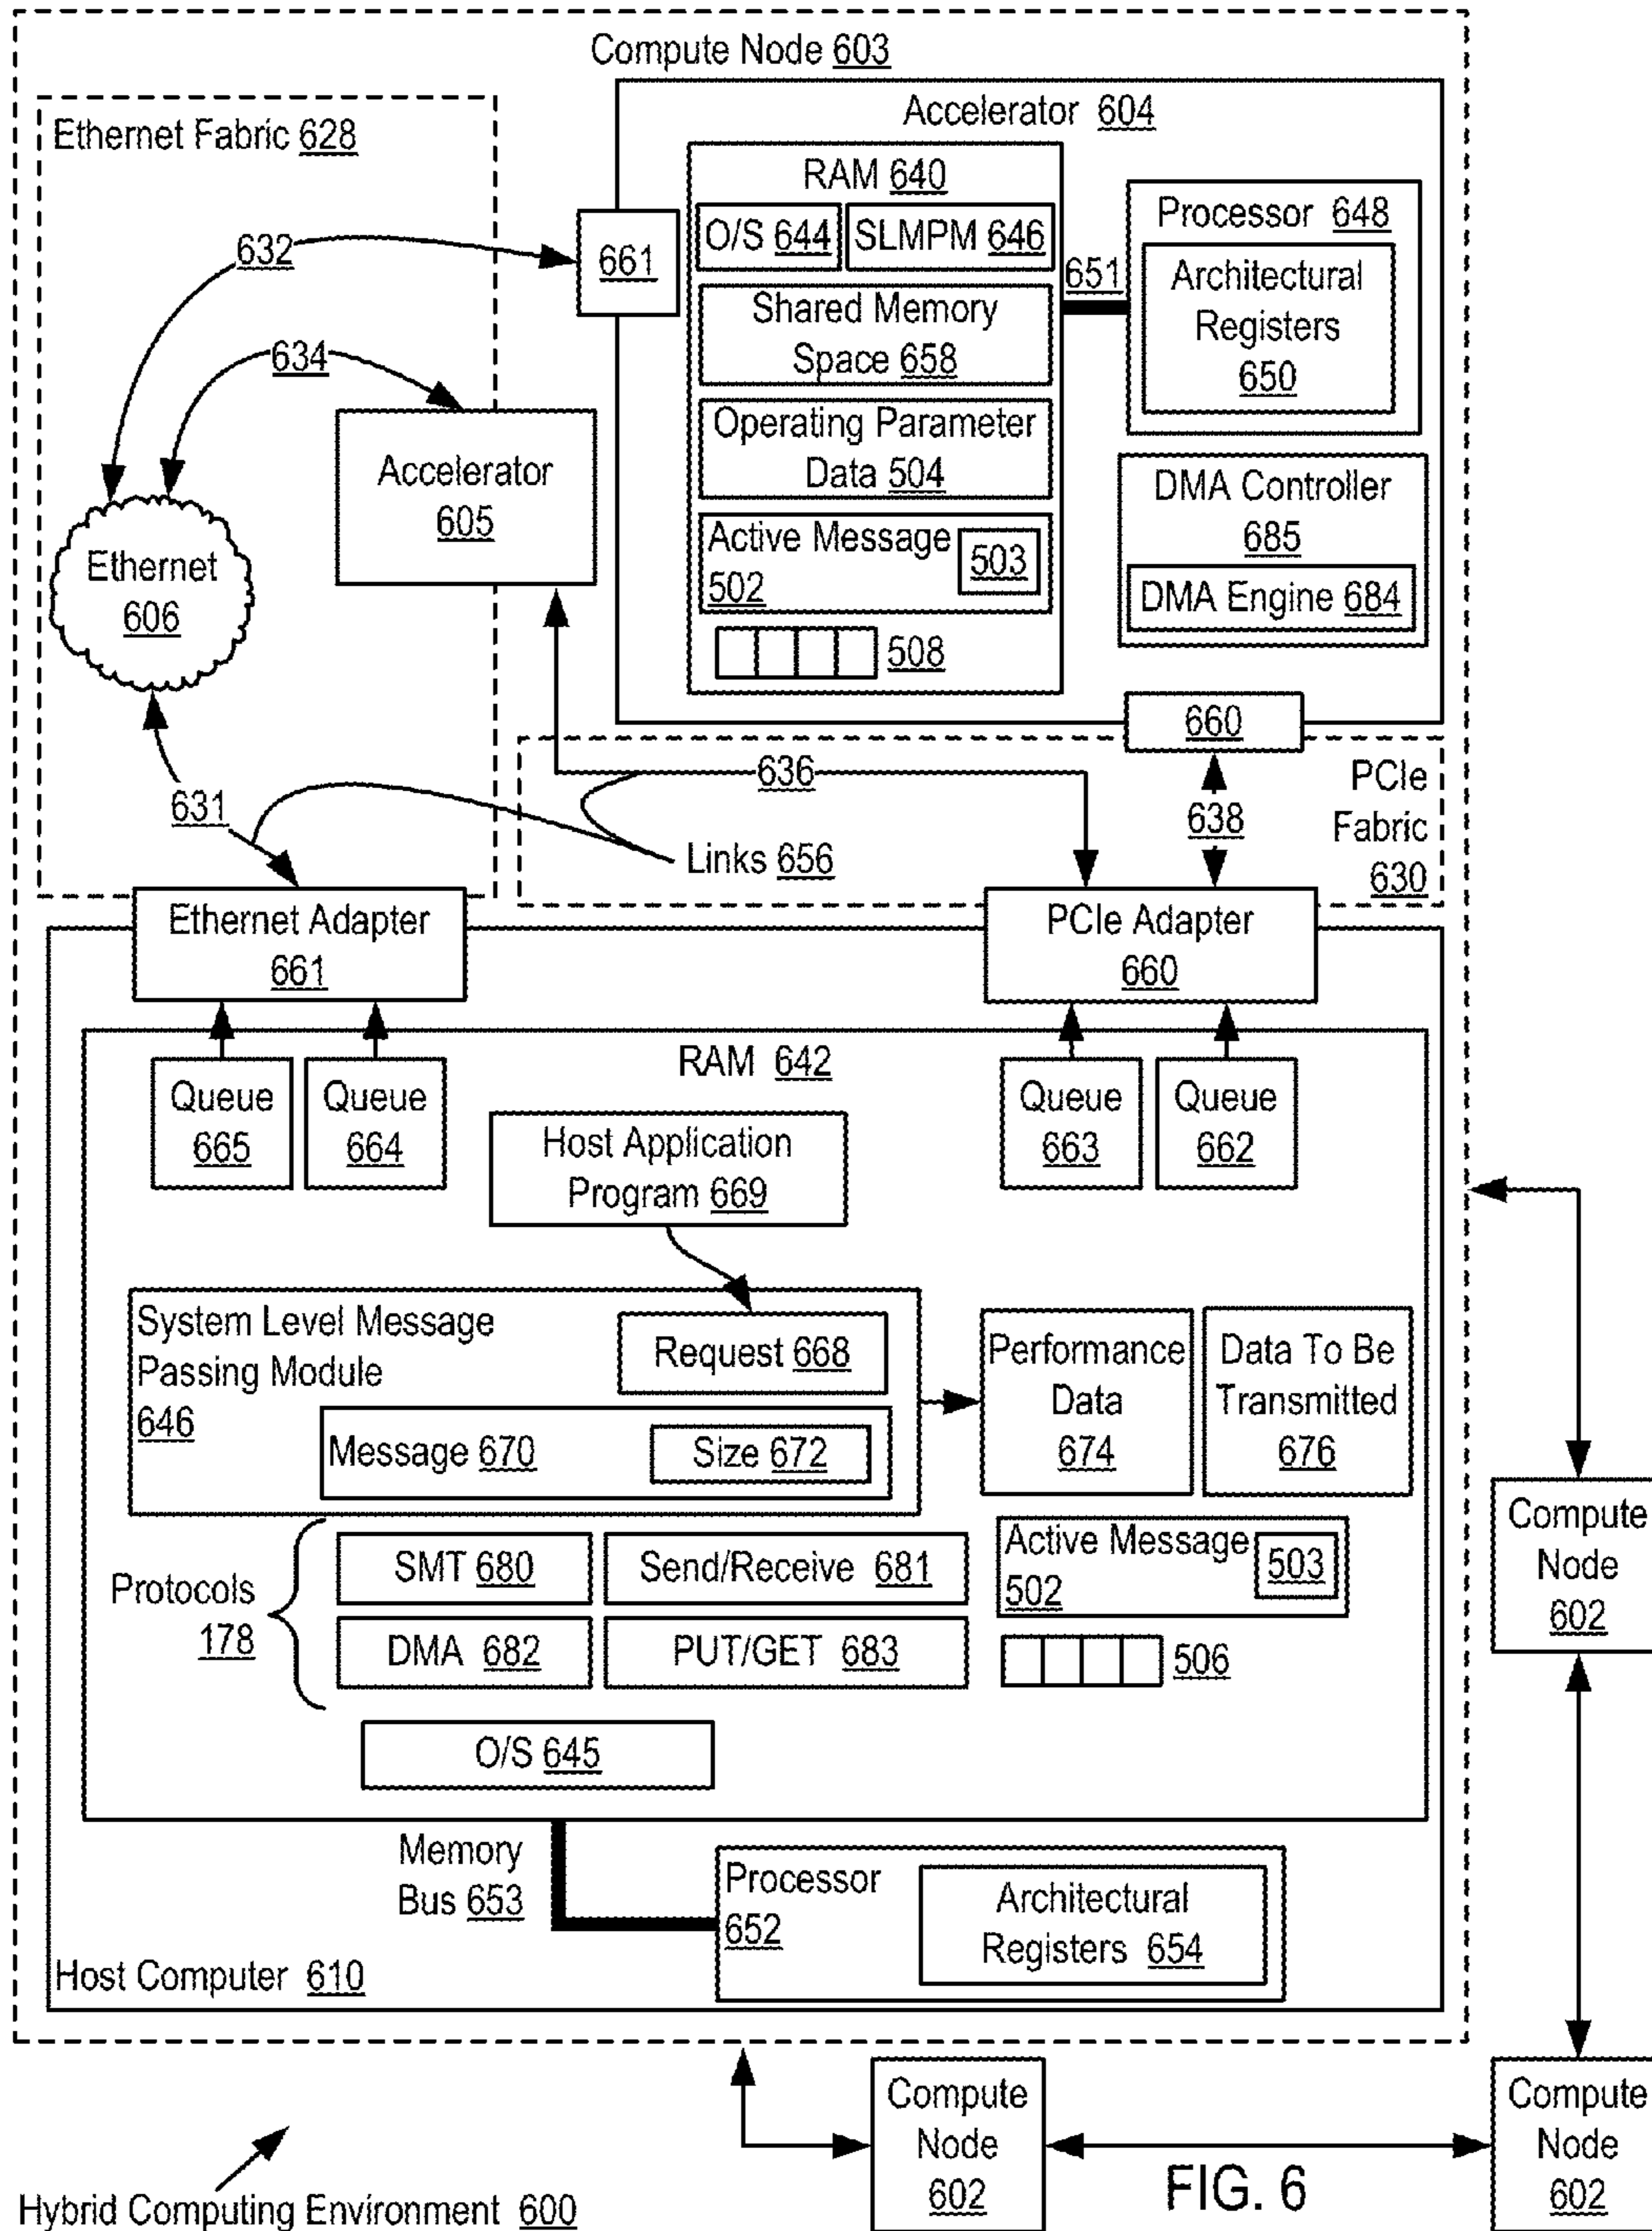 Compute Node 603
Ethernet Fabric 628
Accelerator 604
RAM 640
O/S 644
SLMPM 646
Shared Memory
Space 658
Operating Parameter
Data 504
Active Message
502
503
508
651
Processor 648
Architectural
Registers
650
DMA Controller
685
DMA Engine 684
632
661
634
Accelerator
605
Ethernet
606
631
636
Links 656
660
638
PCIe
Fabric
630
Ethernet Adapter
661
PCIe Adapter
660
RAM 642
Queue
665
Queue
664
Queue
663
Queue
662
Host Application
Program 669
System Level Message
Passing Module
646
Request 668
Message 670
Size 672
Performance
Data
674
Data To Be
Transmitted
676
Protocols
178
SMT 680
Send/Receive 681
DMA 682
PUT/GET 683
Active Message
502
503
506
O/S 645
Memory
Bus 653
Processor
652
Architectural
Registers 654
Host Computer 610
Compute
Node
602
Compute
Node
602
Compute
Node
602
FIG. 6
Hybrid Computing Environment 600